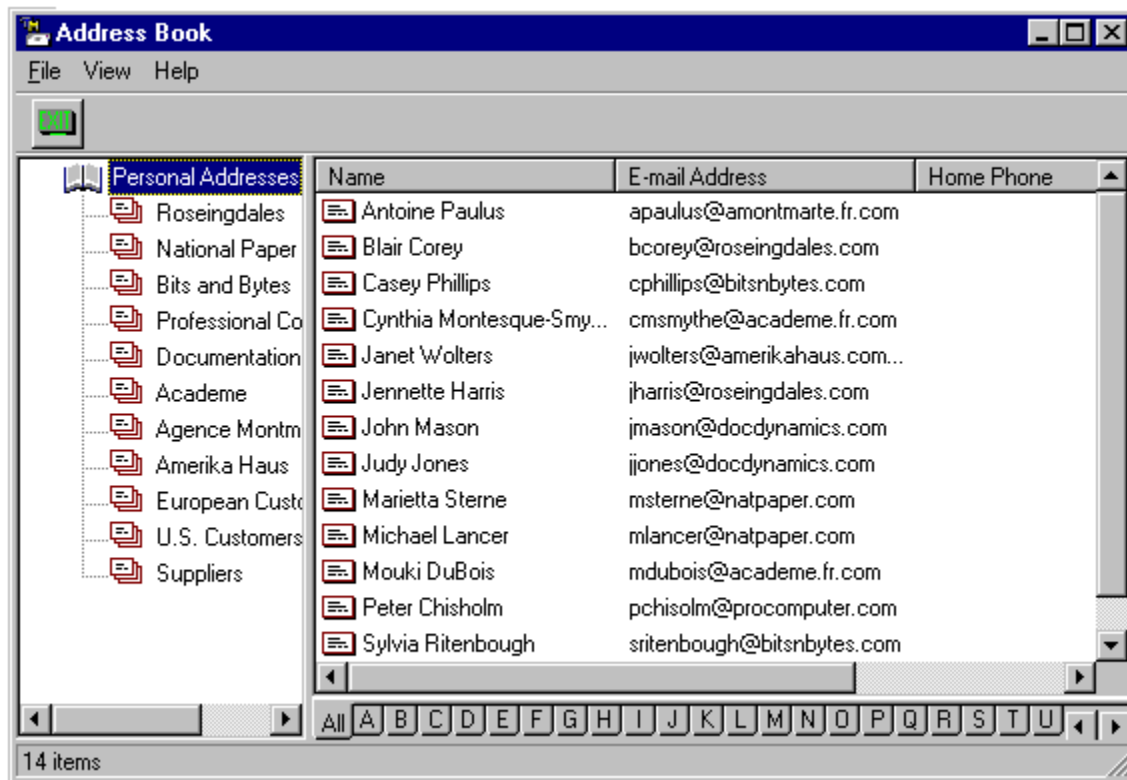 Address Book
File View Help
EXIT
Personal Addresses
Roseingdales
National Paper
Bits and Bytes
Professional Co
Documentation
Academe
Agence Montm
Amerika Haus
European Custo
U.S. Customers
Suppliers
Name E-mail Address Home Phone
Antoine Paulus apaulus@amontmarte.fr.com
Blair Corey bcorey@roseingdales.com
Casey Phillips cphillips@bitsnbytes.com
Cynthia Montesque-Smy... cmsmythe@academe.fr.com
Janet Wolters jwolters@amerikahaus.com...
Jennette Harris jharris@roseingdales.com
John Mason jmason@docdynamics.com
Judy Jones jjones@docdynamics.com
Marietta Sterne msterne@natpaper.com
Michael Lancer mlancer@natpaper.com
Mouki DuBois mdubois@academe.fr.com
Peter Chisholm pchisolm@procomputer.com
Sylvia Ritenbough sritenbough@bitsnbytes.com
All A B C D E F G H I J K L M N O P Q R S T U
14 items